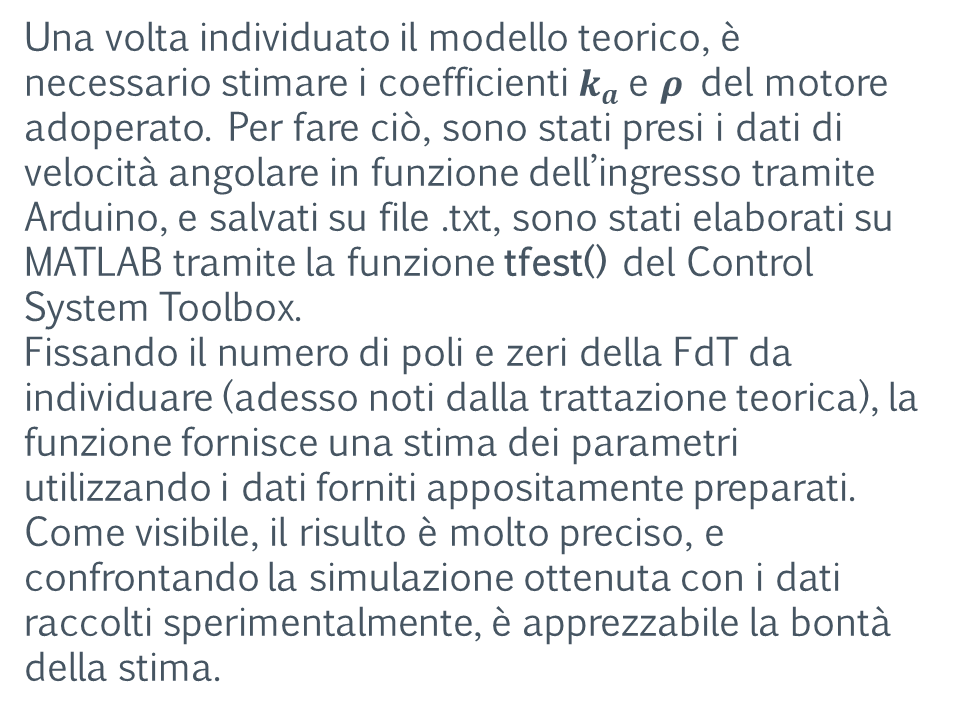 Una volta individuato il modello teorico, è
necessario stimare i coefficienti kₐ e ρ del motore
adoperato. Per fare ciò, sono stati presi i dati di
velocità angolare in funzione dell’ingresso tramite
Arduino, e salvati su file .txt, sono stati elaborati su
MATLAB tramite la funzione tfest() del Control
System Toolbox.
Fissando il numero di poli e zeri della FdT da
individuare (adesso noti dalla trattazione teorica), la
funzione fornisce una stima dei parametri
utilizzando i dati forniti appositamente preparati.
Come visibile, il risulto è molto preciso, e
confrontando la simulazione ottenuta con i dati
raccolti sperimentalmente, è apprezzabile la bontà
della stima.